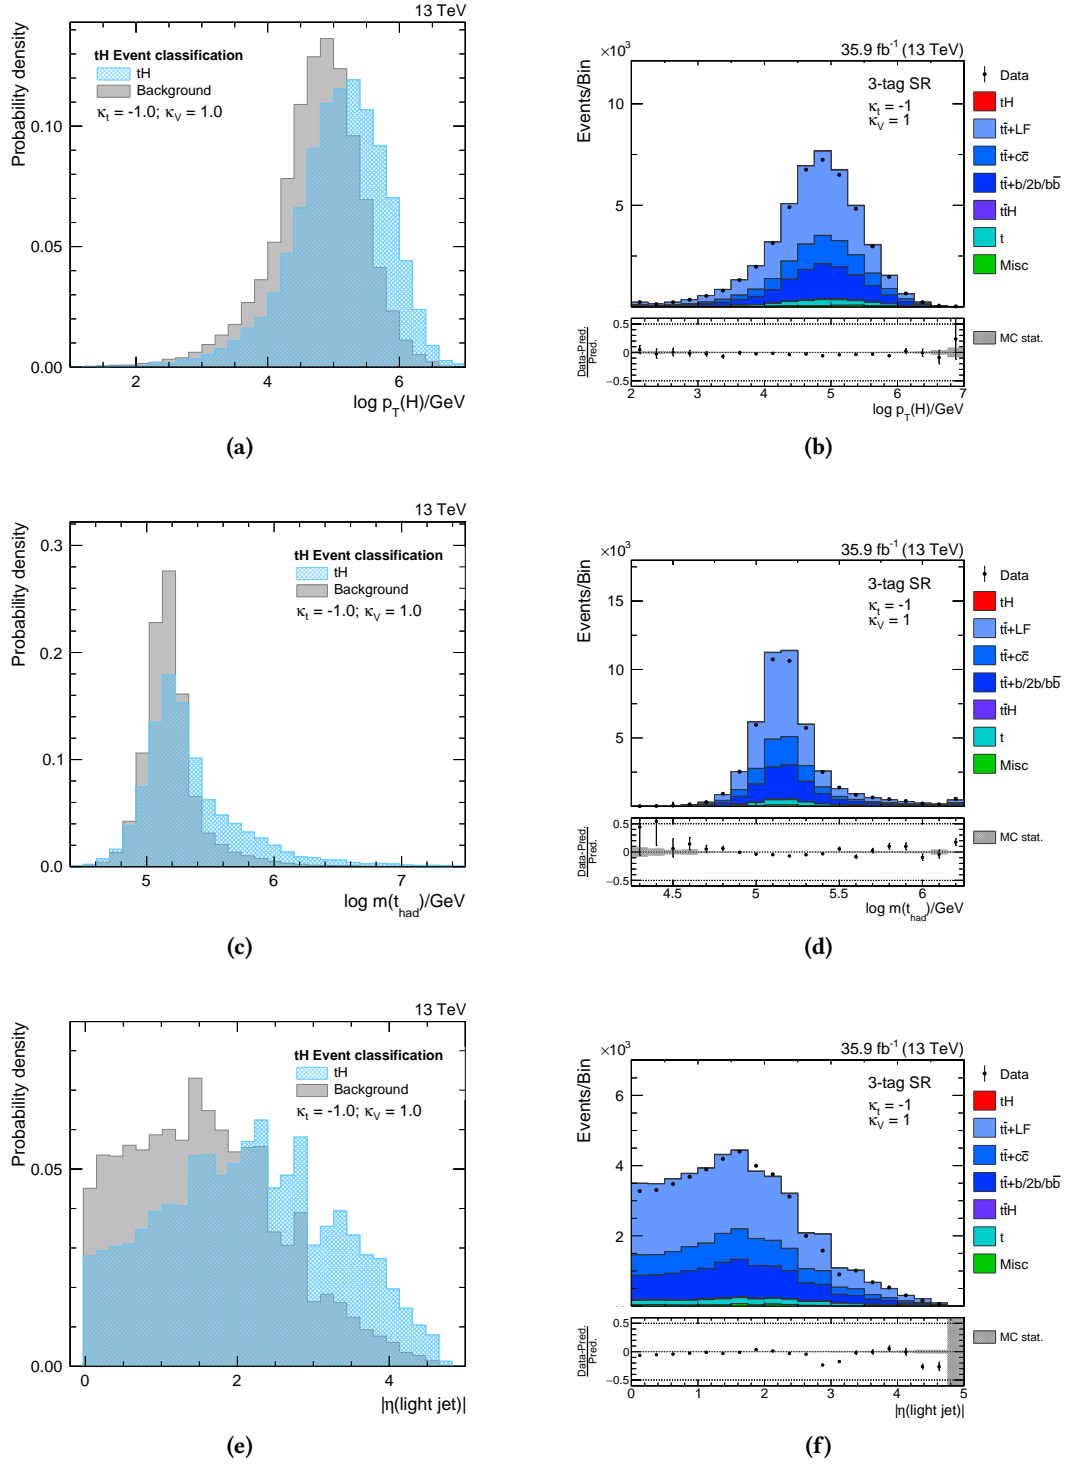 13 TeV
Probability density
tH Event classification
tH
Background
κt = -1.0; κV = 1.0
0.10
0.05
0.00
2
4
6
log pT(H)/GeV
(a)
35.9 fb-1 (13 TeV)
×10³
Events/Bin
3-tag SR
κt = -1
κV = 1
10
5
Data
tH
tt̄+LF
tt̄+cc̄
tt̄+b/2b/bb̄
tt̄H
t
Misc
Data-Pred.
Pred.
0.5
0
−0.5
MC stat.
2 3 4 5 6 7
log pT(H)/GeV
(b)
13 TeV
Probability density
tH Event classification
tH
Background
κt = -1.0; κV = 1.0
0.3
0.2
0.1
0.0
5
6
7
log m(thad)/GeV
(c)
35.9 fb-1 (13 TeV)
×10³
Events/Bin
3-tag SR
κt = -1
κV = 1
15
10
5
Data
tH
tt̄+LF
tt̄+cc̄
tt̄+b/2b/bb̄
tt̄H
t
Misc
Data-Pred.
Pred.
0.5
0
−0.5
MC stat.
4.5 5 5.5 6
log m(thad)/GeV
(d)
13 TeV
Probability density
tH Event classification
tH
Background
κt = -1.0; κV = 1.0
0.05
0.00
0
2
4
|η(light jet)|
(e)
35.9 fb-1 (13 TeV)
×10³
Events/Bin
3-tag SR
κt = -1
κV = 1
6
4
2
Data
tH
tt̄+LF
tt̄+cc̄
tt̄+b/2b/bb̄
tt̄H
t
Misc
Data-Pred.
Pred.
0.5
0
−0.5
MC stat.
0 1 2 3 4 5
|η(light jet)|
(f)